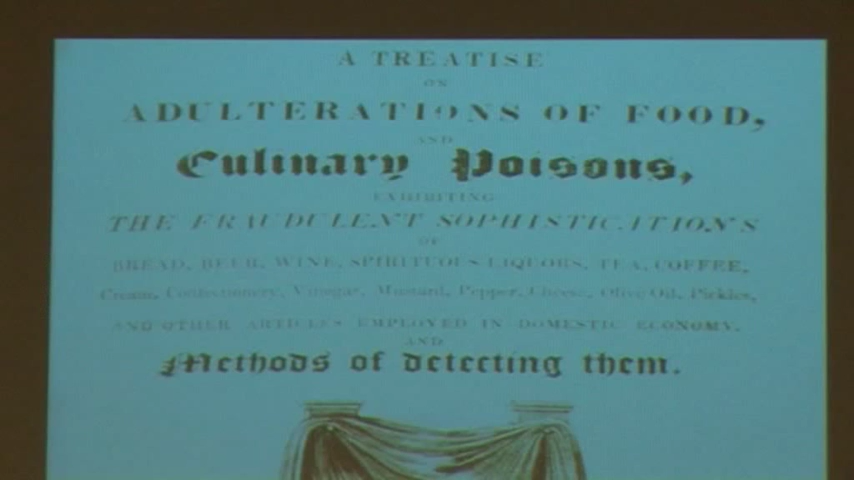 A TREATISE
ON
ADULTERATIONS OF FOOD,
AND
Culinary Poisons,
EXHIBITING
THE FRAUDULENT SOPHISTICATIONS
OF
BREAD, BEER, WINE, SPIRITUOUS LIQUORS, TEA, COFFEE,
Cream, Confectionery, Vinegar, Mustard, Pepper, Cheese, Olive Oil, Pickles,
AND OTHER ARTICLES EMPLOYED IN DOMESTIC ECONOMY.
AND
Methods of detecting them.